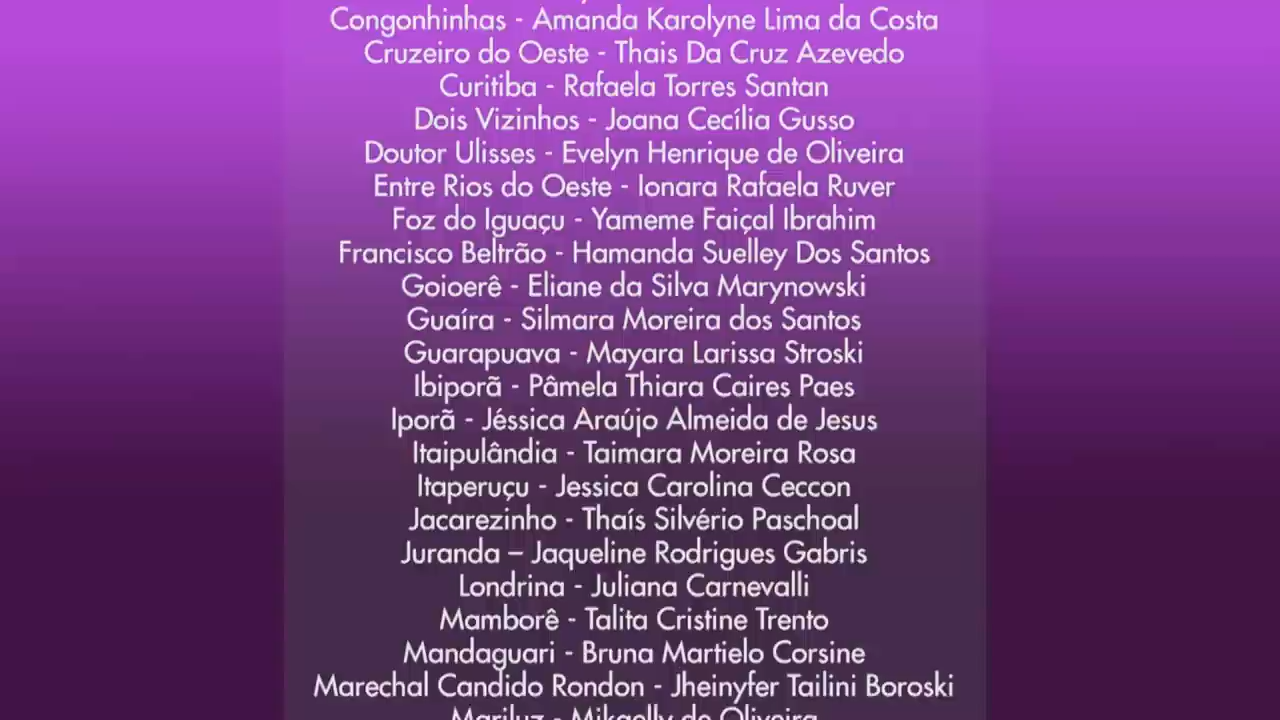 Congonhinhas - Amanda Karolyne Lima da Costa
Cruzeiro do Oeste - Thais Da Cruz Azevedo
Curitiba - Rafaela Torres Santan
Dois Vizinhos - Joana Cecília Gusso
Doutor Ulisses - Evelyn Henrique de Oliveira
Entre Rios do Oeste - Ionara Rafaela Ruver
Foz do Iguaçu - Yameme Faiçal Ibrahim
Francisco Beltrão - Hamanda Suelley Dos Santos
Goioerê - Eliane da Silva Marynowski
Guaíra - Silmara Moreira dos Santos
Guarapuava - Mayara Larissa Stroski
Ibiporã - Pâmela Thiara Caires Paes
Iporã - Jéssica Araújo Almeida de Jesus
Itaipulândia - Taimara Moreira Rosa
Itaperuçu - Jessica Carolina Ceccon
Jacarezinho - Thaís Silvério Paschoal
Juranda – Jaqueline Rodrigues Gabris
Londrina - Juliana Carnevalli
Mamborê - Talita Cristine Trento
Mandaguari - Bruna Martielo Corsine
Marechal Candido Rondon - Jheinyfer Tailini Boroski
Mariluz - Mikaelly de Oliveira